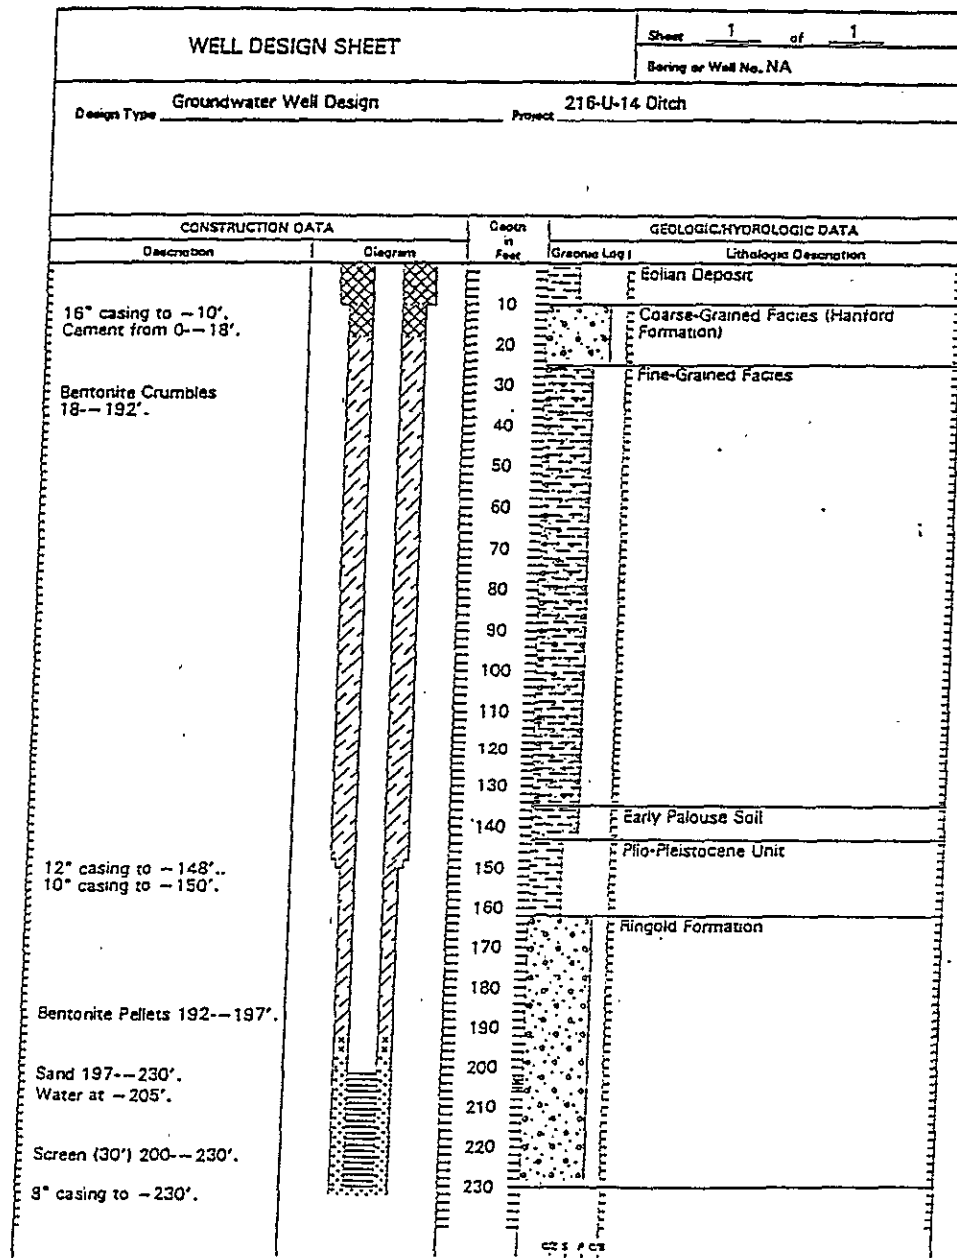 WELL DESIGN SHEET
Sheet 1 of 1
Boring or Well No. NA
Design Type Groundwater Well Design Project 216-U-14 Ditch
CONSTRUCTION DATA
Depth in Feet
GEOLOGIC/HYDROLOGIC DATA
Description
Diagram
Graphic Log
Lithologic Description
Eolian Deposit
10
16" casing to ~10'.
Cement from 0-~18'.
Coarse-Grained Facies (Hanford
Formation)
20
Fine-Grained Facies
30
Bentonite Crumbles
18-~192'.
40
50
60
70
80
90
100
110
120
130
Early Palouse Soil
140
Plio-Pleistocene Unit
12" casing to ~148'..
10" casing to ~150'.
150
160
Ringold Formation
170
180
Bentonite Pellets 192-~197'.
190
200
Sand 197-~230'.
Water at ~205'.
210
220
Screen (30') 200-~230'.
230
8" casing to ~230'.